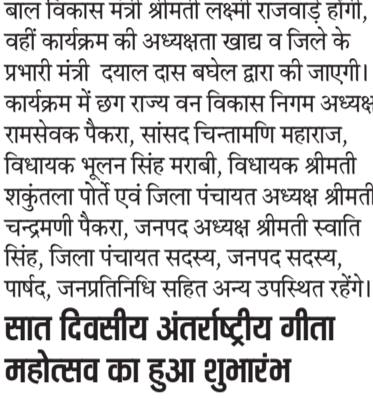 बाल विकास मंत्री श्रीमती लक्ष्मी राजवाड़े होंगी,
वहीं कार्यक्रम की अध्यक्षता खाद्य व जिले के
प्रभारी मंत्री दयाल दास बघेल द्वारा की जाएगी।
कार्यक्रम में छग राज्य वन विकास निगम अध्यक्ष
रामसेवक पैकरा, सांसद चिन्तामणि महाराज,
विधायक भूलन सिंह मराबी, विधायक श्रीमती
शकुंतला पोर्ते एवं जिला पंचायत अध्यक्ष श्रीमती
चन्द्रमणी पैकरा, जनपद अध्यक्ष श्रीमती स्वाति
सिंह, जिला पंचायत सदस्य, जनपद सदस्य,
पार्षद, जनप्रतिनिधि सहित अन्य उपस्थित रहेंगे।
सात दिवसीय अंतर्राष्ट्रीय गीता
महोत्सव का हुआ शुभारंभ